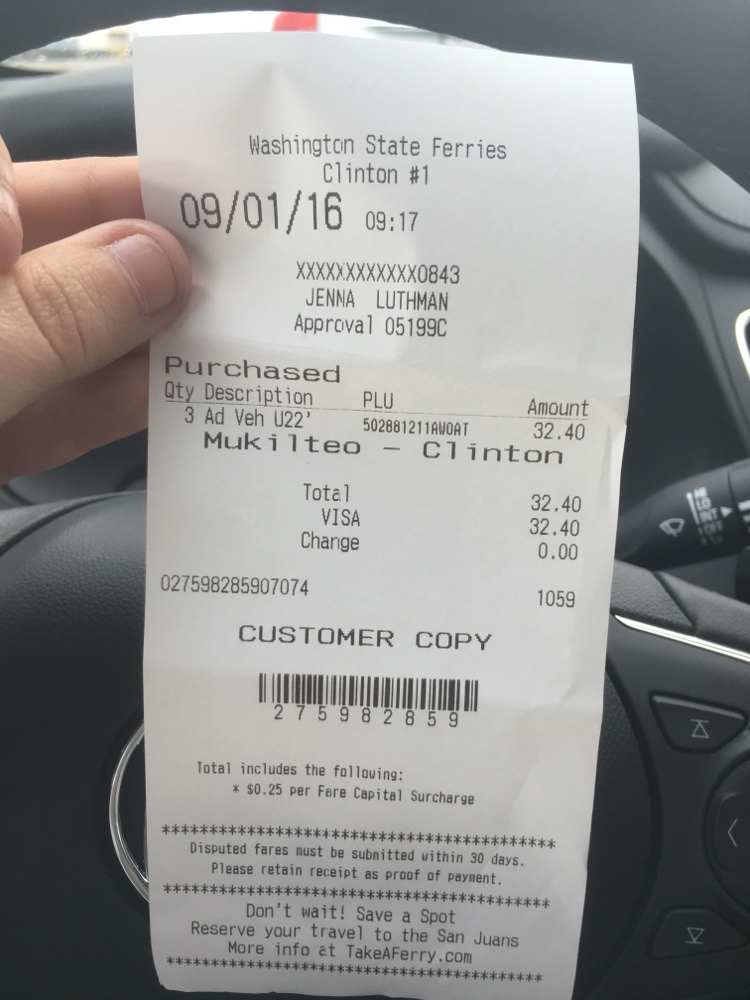 Washington State Ferries
Clinton #1
09/01/16 09:17
XXXXXXXXXXXX0843
JENNA LUTHMAN
Approval 05199C
Purchased
Qty Description PLU Amount
3 Ad Veh U22' 502881211AWOAT 32.40
Mukilteo - Clinton
Total 32.40
VISA 32.40
Change 0.00
027598285907074 1059
CUSTOMER COPY
275982859
Total includes the following:
* $0.25 per Fare Capital Surcharge
******************************************
Disputed fares must be submitted within 30 days.
Please retain receipt as proof of payment.
******************************************
Don't wait! Save a Spot
Reserve your travel to the San Juans
More info at TakeAFerry.com
******************************************